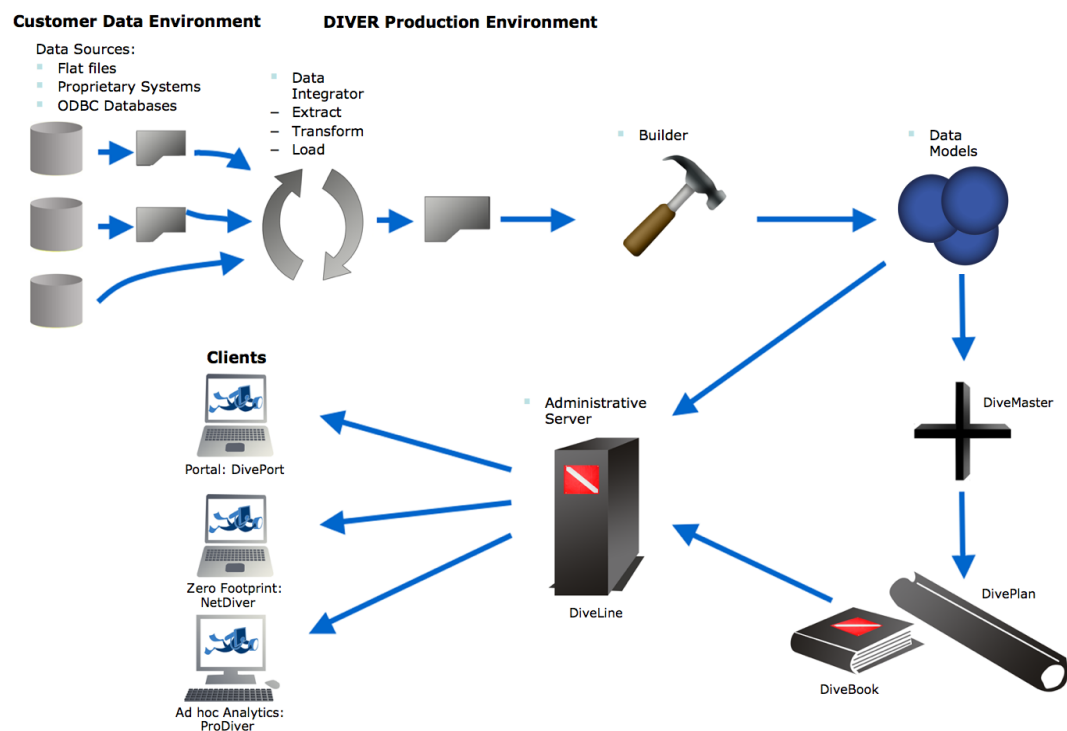 Customer Data Environment
DIVER Production Environment
Data Sources:
Flat files
Proprietary Systems
ODBC Databases
Data
Integrator
– Extract
– Transform
– Load
Builder
Data
Models
Clients
Portal: DivePort
Zero Footprint:
NetDiver
Ad hoc Analytics:
ProDiver
Administrative
Server
DiveLine
DiveMaster
DivePlan
DiveBook